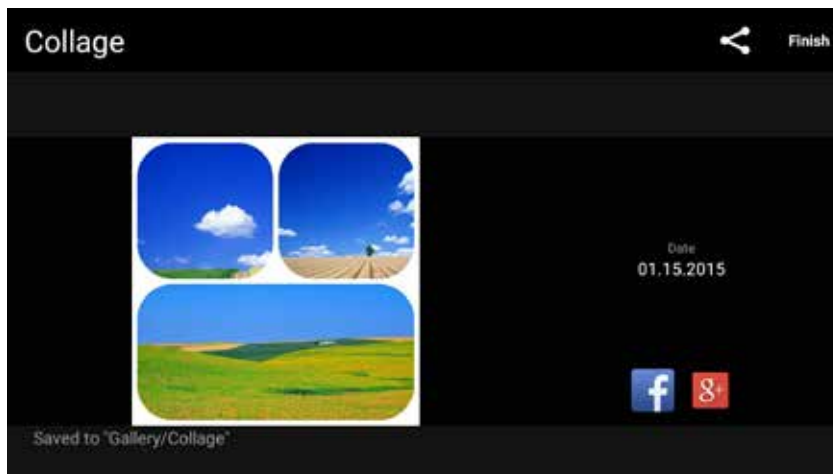 Collage
Finish
Date
01.15.2015
f
8+
Saved to "Gallery/Collage"